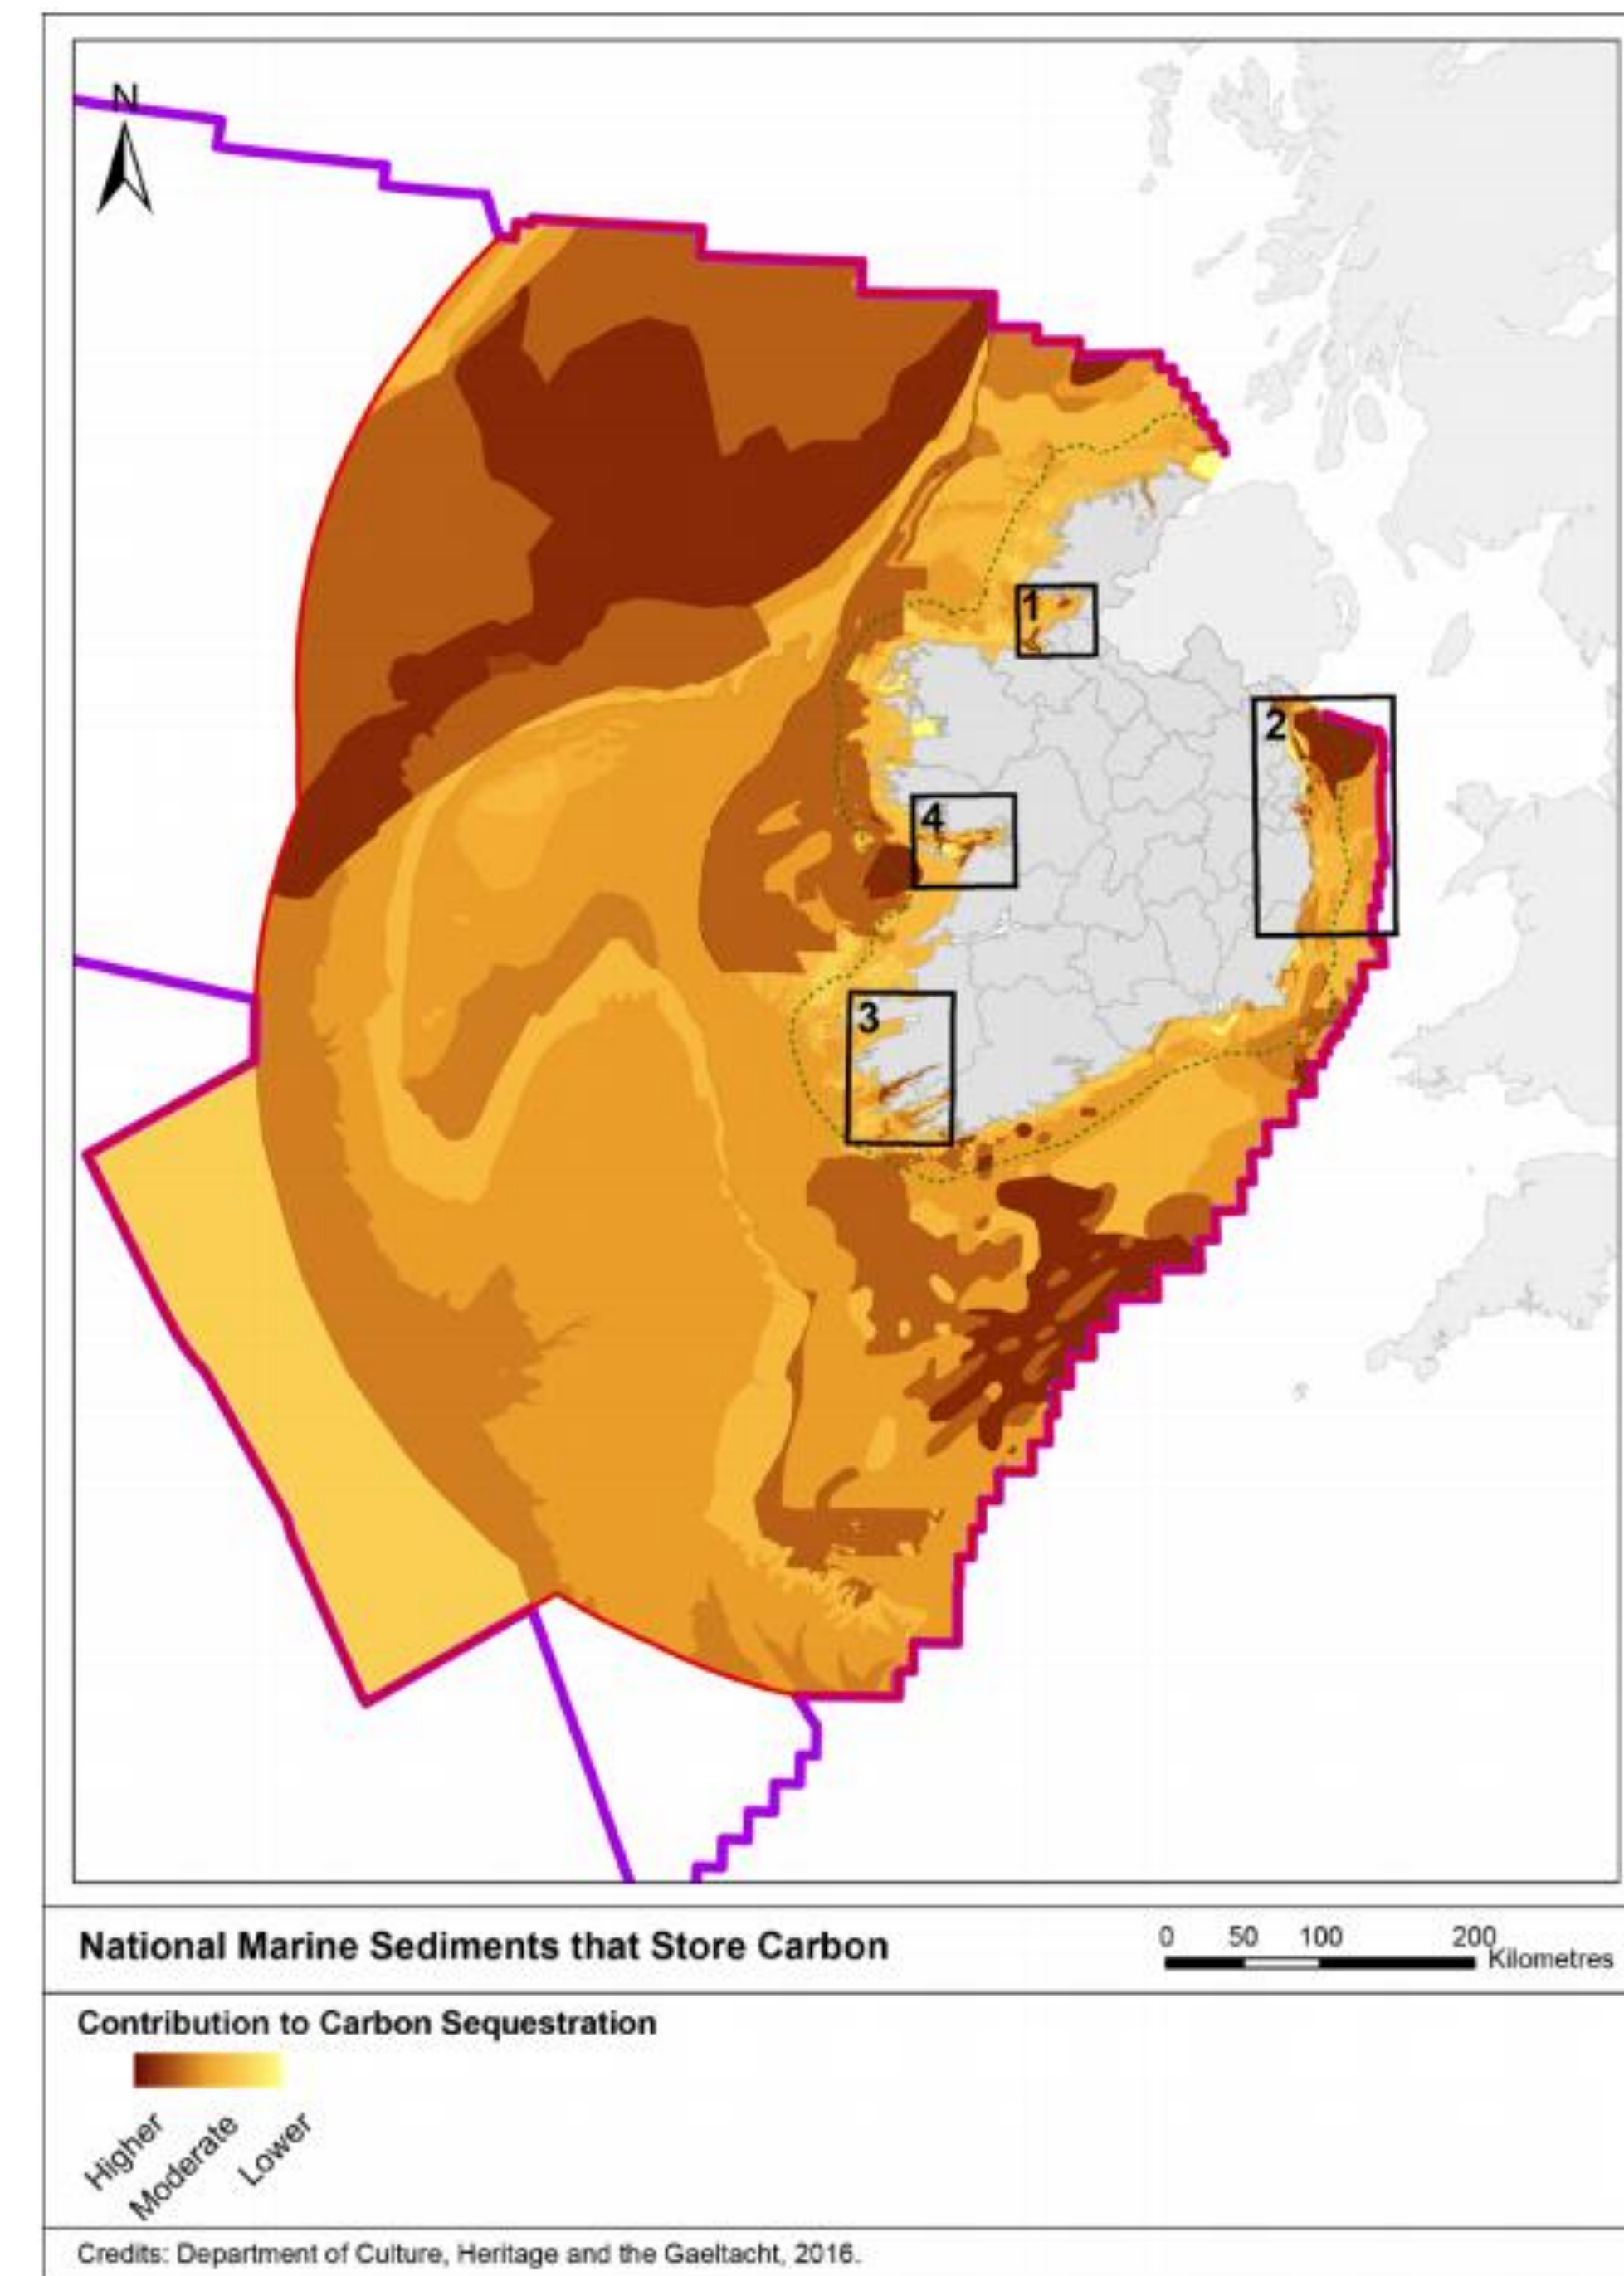 N
1
2
4
3
National Marine Sediments that Store Carbon
0 50 100 200
Kilometres
Contribution to Carbon Sequestration
Higher
Moderate
Lower
Credits: Department of Culture, Heritage and the Gaeltacht, 2016.